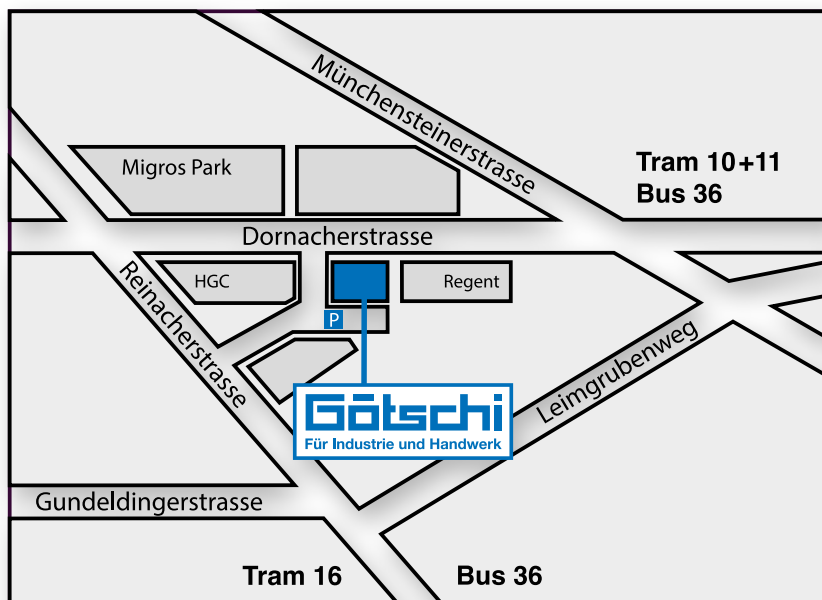 Münchensteinerstrasse
Migros Park
Tram 10+11
Bus 36
Dornacherstrasse
HGC
Regent
Reinacherstrasse
P
Leimgrubenweg
Götschi
Für Industrie und Handwerk
Gundeldingerstrasse
Tram 16
Bus 36